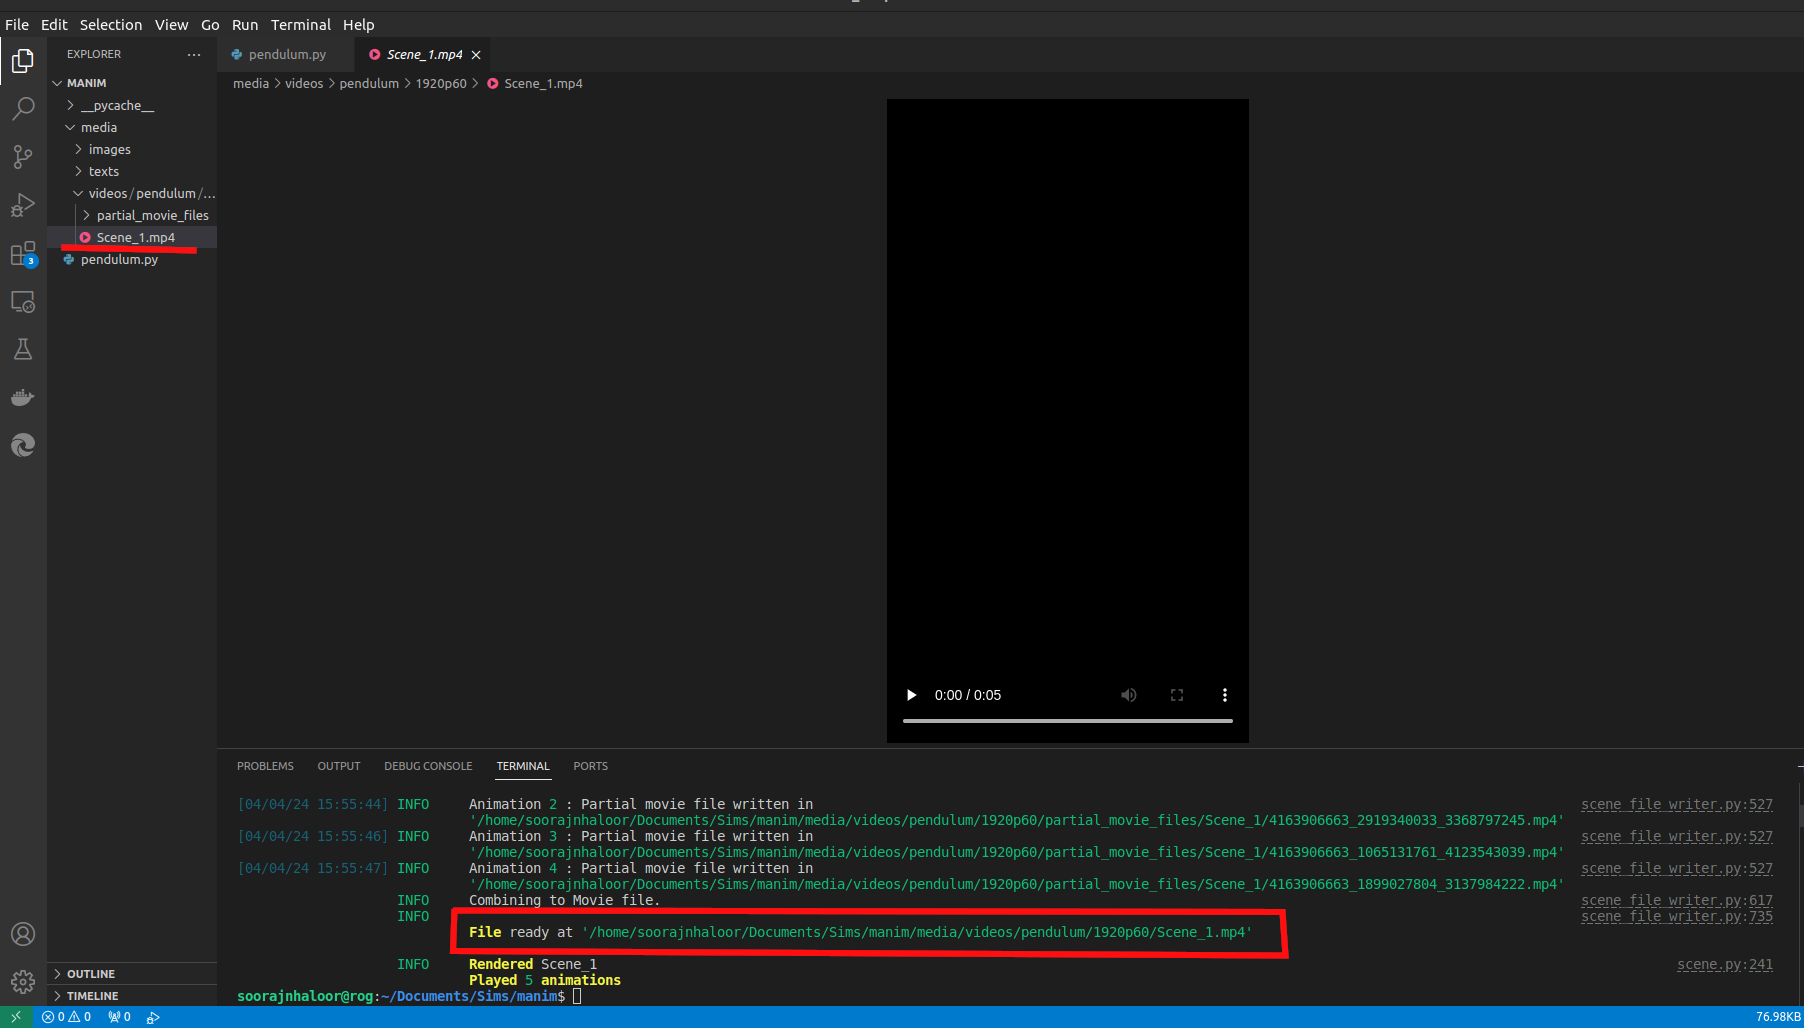 File Edit Selection View Go Run Terminal Help
EXPLORER ...
pendulum.py
Scene_1.mp4
MANIM
__pycache__
media
images
texts
videos/pendulum/...
partial_movie_files
Scene_1.mp4
pendulum.py
3
media > videos > pendulum > 1920p60 > Scene_1.mp4
0:00 / 0:05
PROBLEMS OUTPUT DEBUG CONSOLE TERMINAL PORTS
[04/04/24 15:55:44] INFO Animation 2 : Partial movie file written in scene_file_writer.py:527
'/home/soorajnhaloor/Documents/Sims/manim/media/videos/pendulum/1920p60/partial_movie_files/Scene_1/4163906663_2919340033_3368797245.mp4'
[04/04/24 15:55:46] INFO Animation 3 : Partial movie file written in scene_file_writer.py:527
'/home/soorajnhaloor/Documents/Sims/manim/media/videos/pendulum/1920p60/partial_movie_files/Scene_1/4163906663_1065131761_4123543039.mp4'
[04/04/24 15:55:47] INFO Animation 4 : Partial movie file written in scene_file_writer.py:527
'/home/soorajnhaloor/Documents/Sims/manim/media/videos/pendulum/1920p60/partial_movie_files/Scene_1/4163906663_1899027804_3137984222.mp4'
INFO Combining to Movie file. scene_file_writer.py:617
INFO scene_file_writer.py:735
File ready at '/home/soorajnhaloor/Documents/Sims/manim/media/videos/pendulum/1920p60/Scene_1.mp4'
INFO Rendered Scene_1 scene.py:241
Played 5 animations
soorajnhaloor@rog:~/Documents/Sims/manim$
OUTLINE
TIMELINE
0 0 0 76.98KB